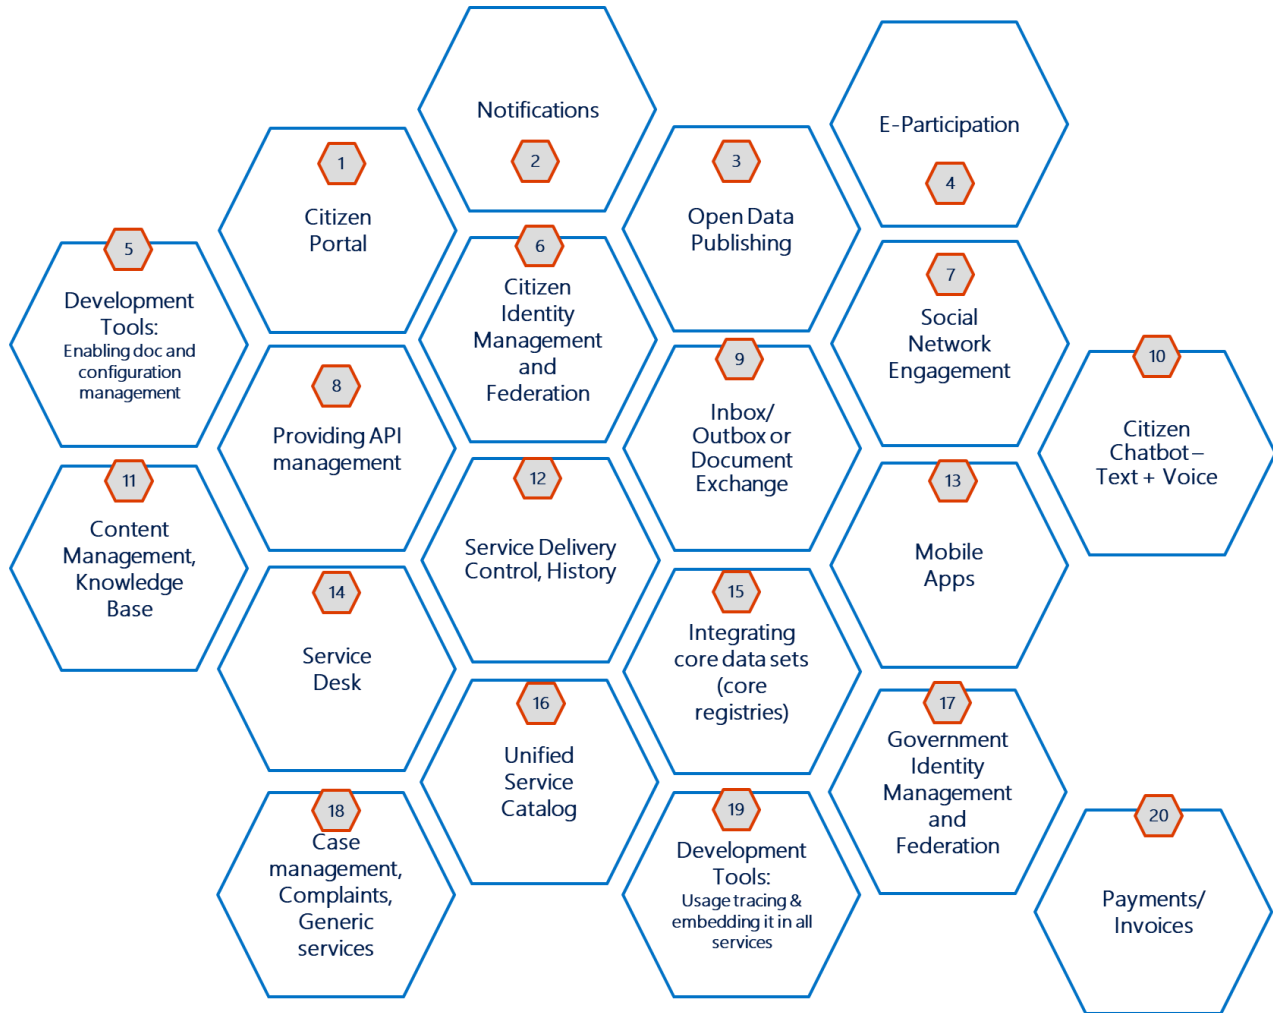 1
Citizen
Portal
Notifications
2
3
Open Data
Publishing
E-Participation
4
5
Development
Tools:
Enabling doc and
configuration
management
6
Citizen
Identity
Management
and
Federation
7
Social
Network
Engagement
8
Providing API
management
9
Inbox/
Outbox or
Document
Exchange
10
Citizen
Chatbot –
Text + Voice
11
Content
Management,
Knowledge
Base
12
Service Delivery
Control, History
13
Mobile
Apps
14
Service
Desk
15
Integrating
core data sets
(core
registries)
16
Unified
Service
Catalog
17
Government
Identity
Management
and
Federation
18
Case
management,
Complaints,
Generic
services
19
Development
Tools:
Usage tracing &
embedding it in all
services
20
Payments/
Invoices